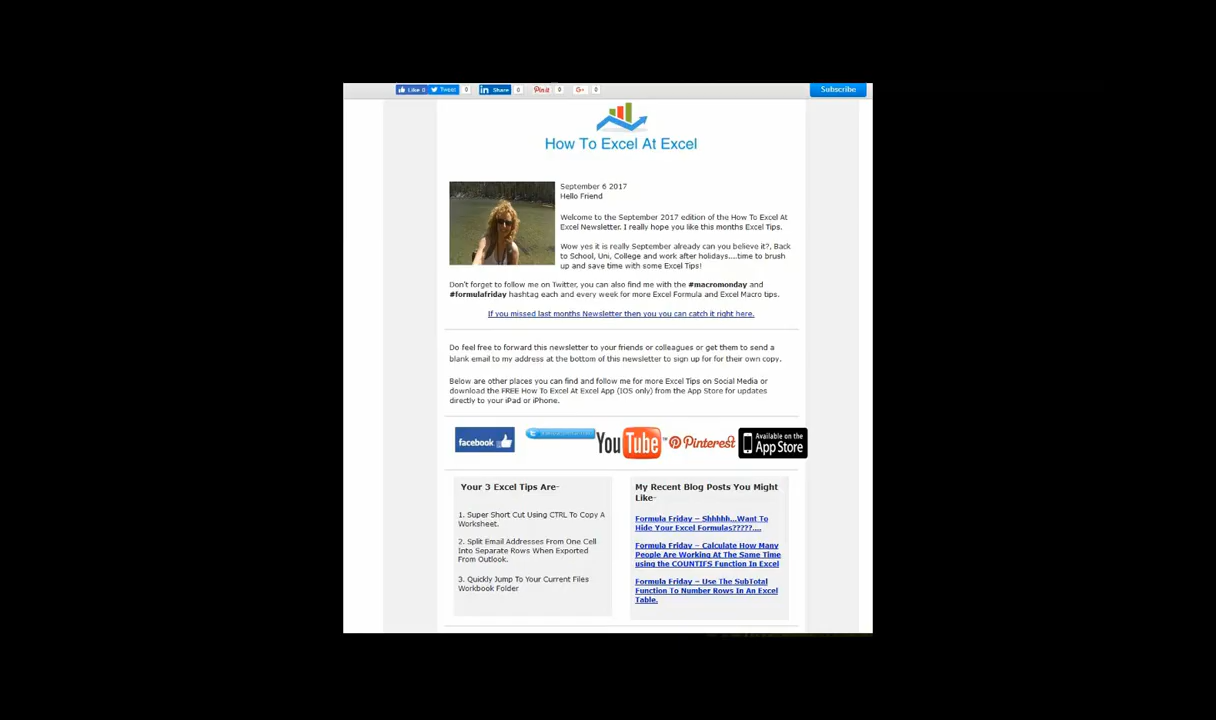 Like 0 Tweet 0 Share 0 Pin it 0 G+ 0 Subscribe
How To Excel At Excel
September 6 2017
Hello Friend
Welcome to the September 2017 edition of the How To Excel At
Excel Newsletter. I really hope you like this months Excel Tips.
Wow yes it is really September already can you believe it?, Back
to School, Uni, College and work after holidays....time to brush
up and save time with some Excel Tips!
Don't forget to follow me on Twitter, you can also find me with the #macromonday and
#formulafriday hashtag each and every week for more Excel Formula and Excel Macro tips.
If you missed last months Newsletter then you you can catch it right here.
Do feel free to forward this newsletter to your friends or colleagues or get them to send a
blank email to my address at the bottom of this newsletter to sign up for for their own copy.
Below are other places you can find and follow me for more Excel Tips on Social Media or
download the FREE How To Excel At Excel App (IOS only) from the App Store for updates
directly to your iPad or iPhone.
facebook
YouTube™
Pinterest
Available on the
App Store
Your 3 Excel Tips Are-
1. Super Short Cut Using CTRL To Copy A
Worksheet.
2. Split Email Addresses From One Cell
Into Separate Rows When Exported
From Outlook.
3. Quickly Jump To Your Current Files
Workbook Folder
My Recent Blog Posts You Might
Like-
Formula Friday – Shhhhh...Want To
Hide Your Excel Formulas?????....
Formula Friday – Calculate How Many
People Are Working At The Same Time
using the COUNTIFS Function In Excel
Formula Friday – Use The SubTotal
Function To Number Rows In An Excel
Table.